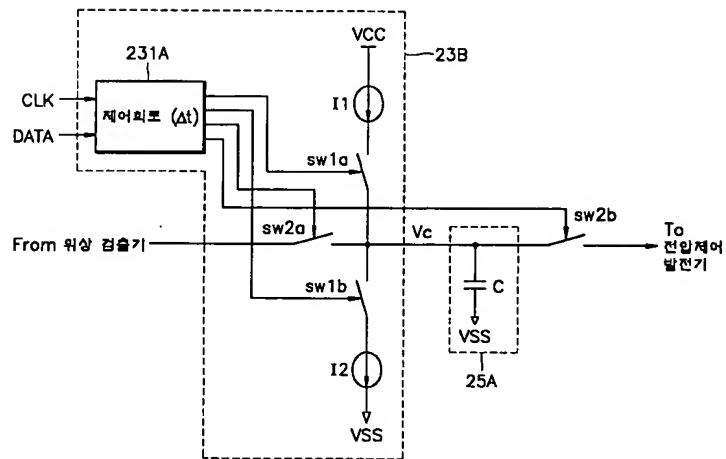 231A
VCC
23B
CLK
제어회로 (Δt)
I1
DATA
sw1a
sw2b
sw2a
Vc
To
전압제어
발전기
From 위상 검출기
C
sw1b
VSS
I2
25A
VSS